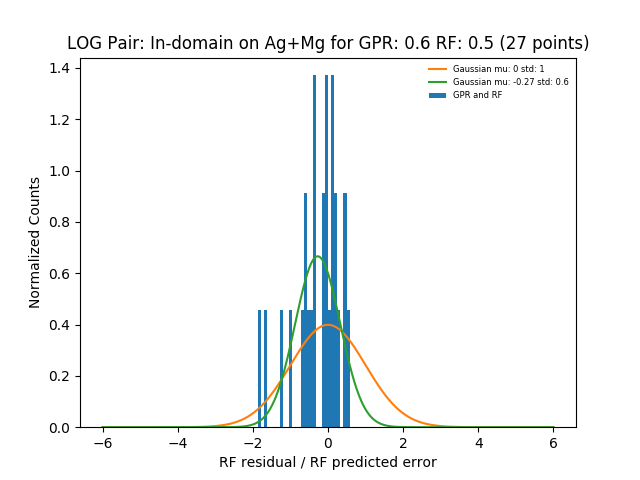 LOG Pair: In-domain on Ag+Mg for GPR: 0.6 RF: 0.5 (27 points)
Gaussian mu: 0 std: 1
Gaussian mu: -0.27 std: 0.6
GPR and RF
Normalized Counts
1.4
1.2
1.0
0.8
0.6
0.4
0.2
0.0
−6 −4 −2 0 2 4 6
RF residual / RF predicted error